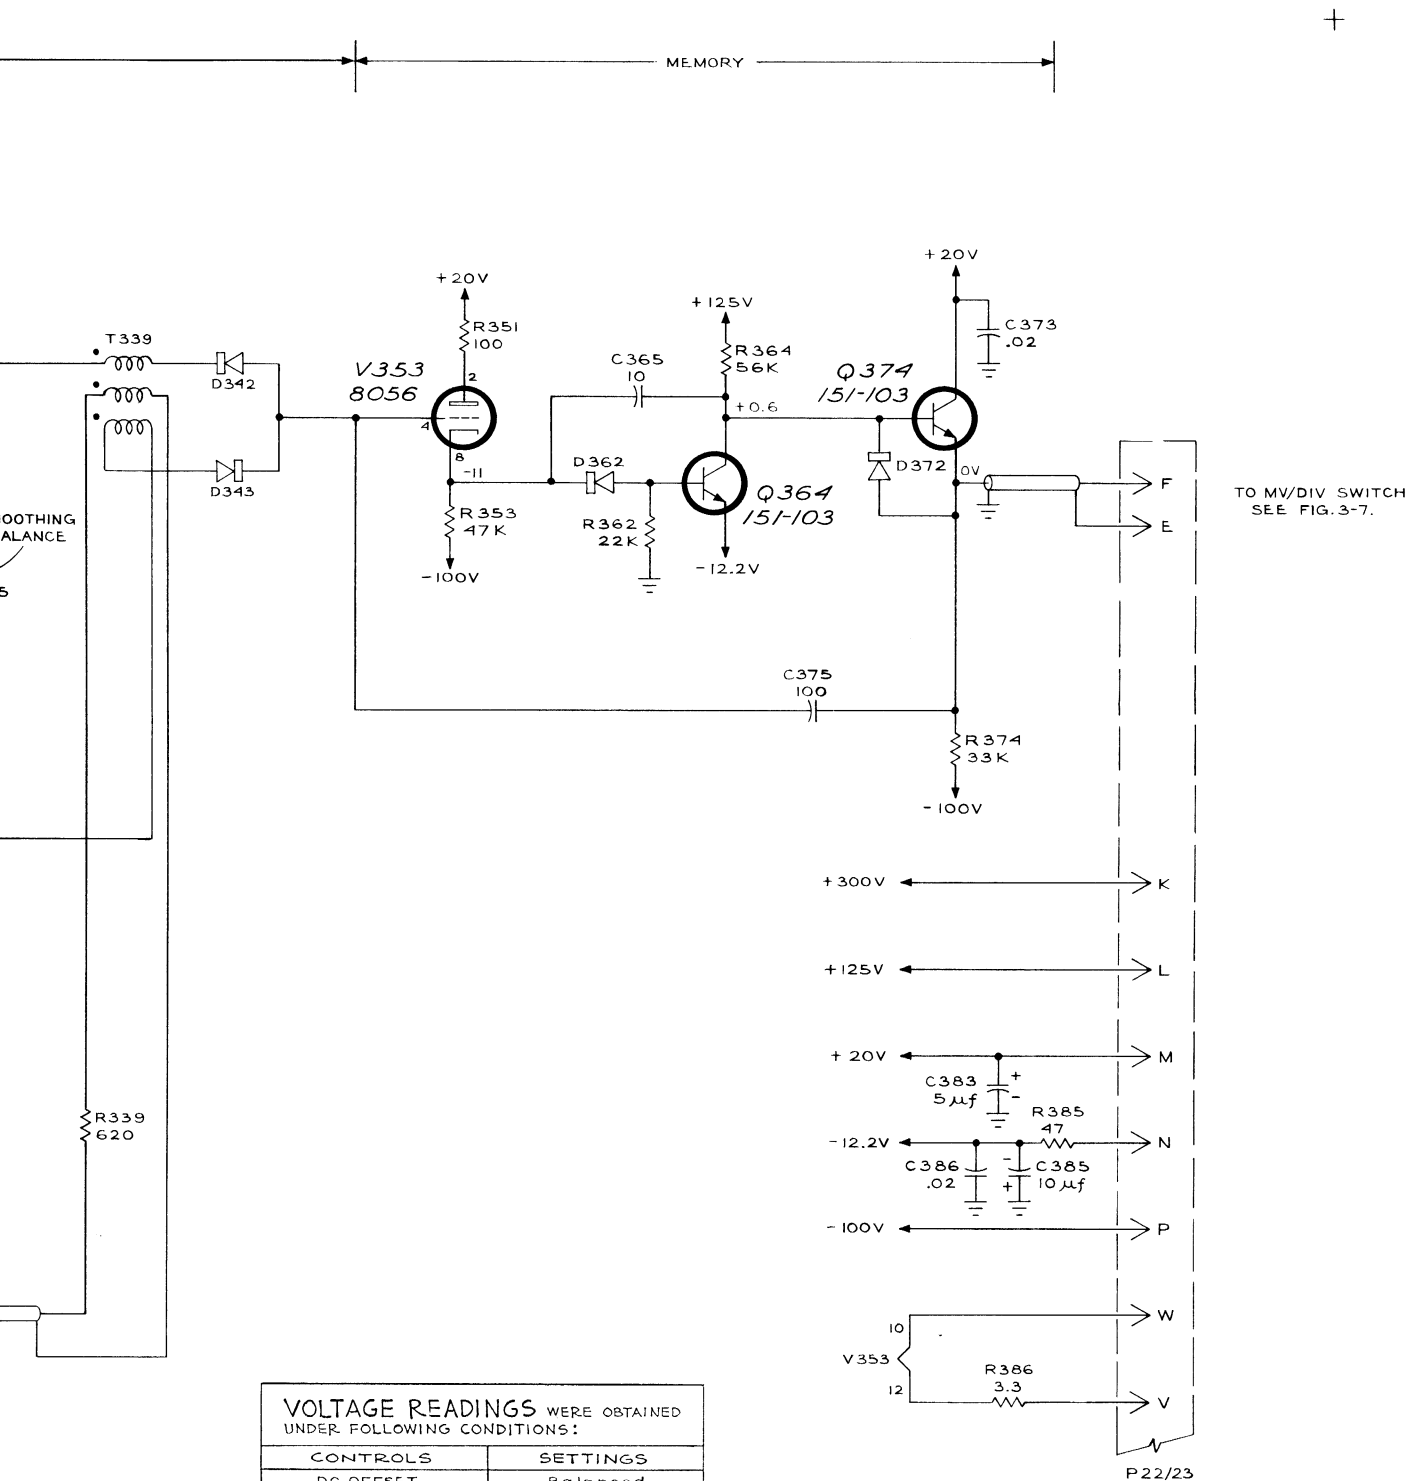 MEMORY
+20V
+20V
+125V
C373
.02
T339
R351
100
C365
10
R364
56K
Q374
151-103
V353
8056
2
D342
+0.6
4
8
-11
D362
D372
0V
F
D343
Q364
151-103
TO MV/DIV SWITCH
SEE FIG. 3-7.
R353
47K
R362
22K
E
OOTHING
ALANCE
-12.2V
-100V
5
C375
100
R374
33K
-100V
+300V
K
+125V
L
+20V
M
C383
5μf
+
-
R339
620
R385
47
-12.2V
N
C386
.02
-
+
C385
10μf
-100V
P
10
W
V353
R386
3.3
12
V
VOLTAGE READINGS WERE OBTAINED
UNDER FOLLOWING CONDITIONS:
CONTROLS SETTINGS
DC OFFSET Balanced
P22/23